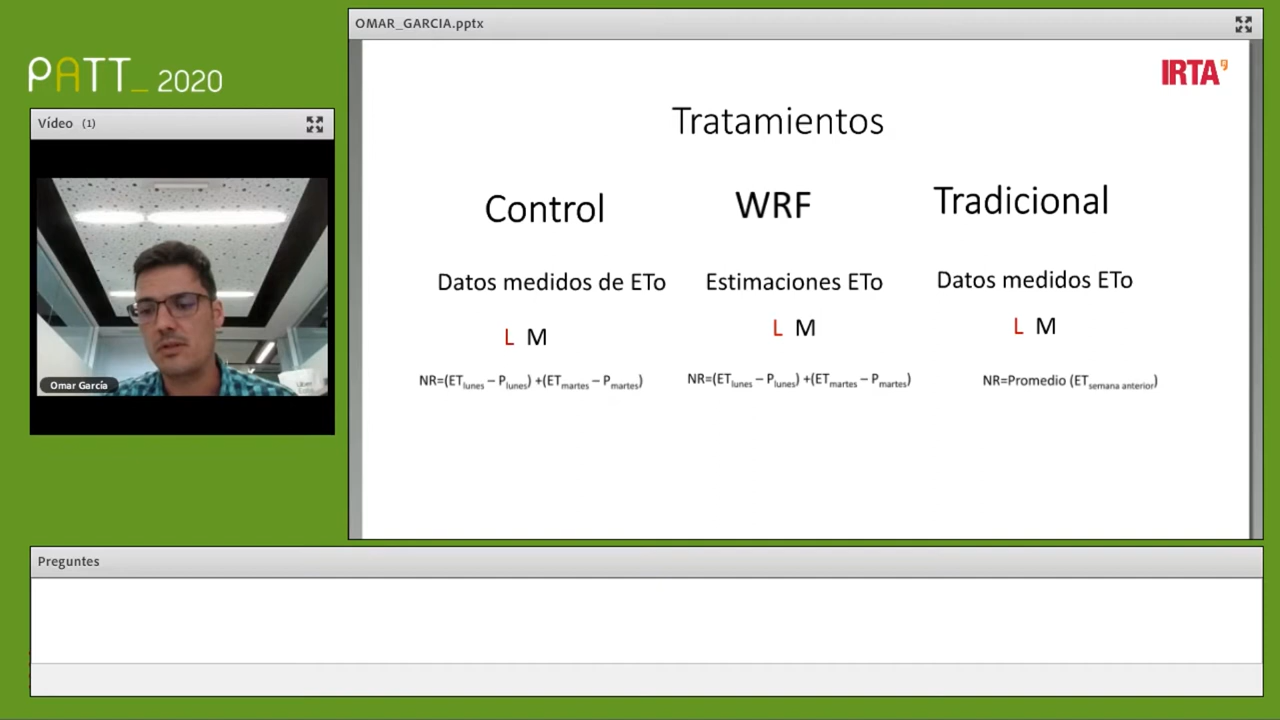 PATT_ 2020
Vídeo (1)
Omar García
OMAR_GARCIA.pptx
IRTA
Tratamientos
Control
Datos medidos de ETo
L M
NR=(ETlunes – Plunes) +(ETmartes – Pmartes)
WRF
Estimaciones ETo
L M
NR=(ETlunes – Plunes) +(ETmartes – Pmartes)
Tradicional
Datos medidos ETo
L M
NR=Promedio (ETsemana anterior)
Preguntes